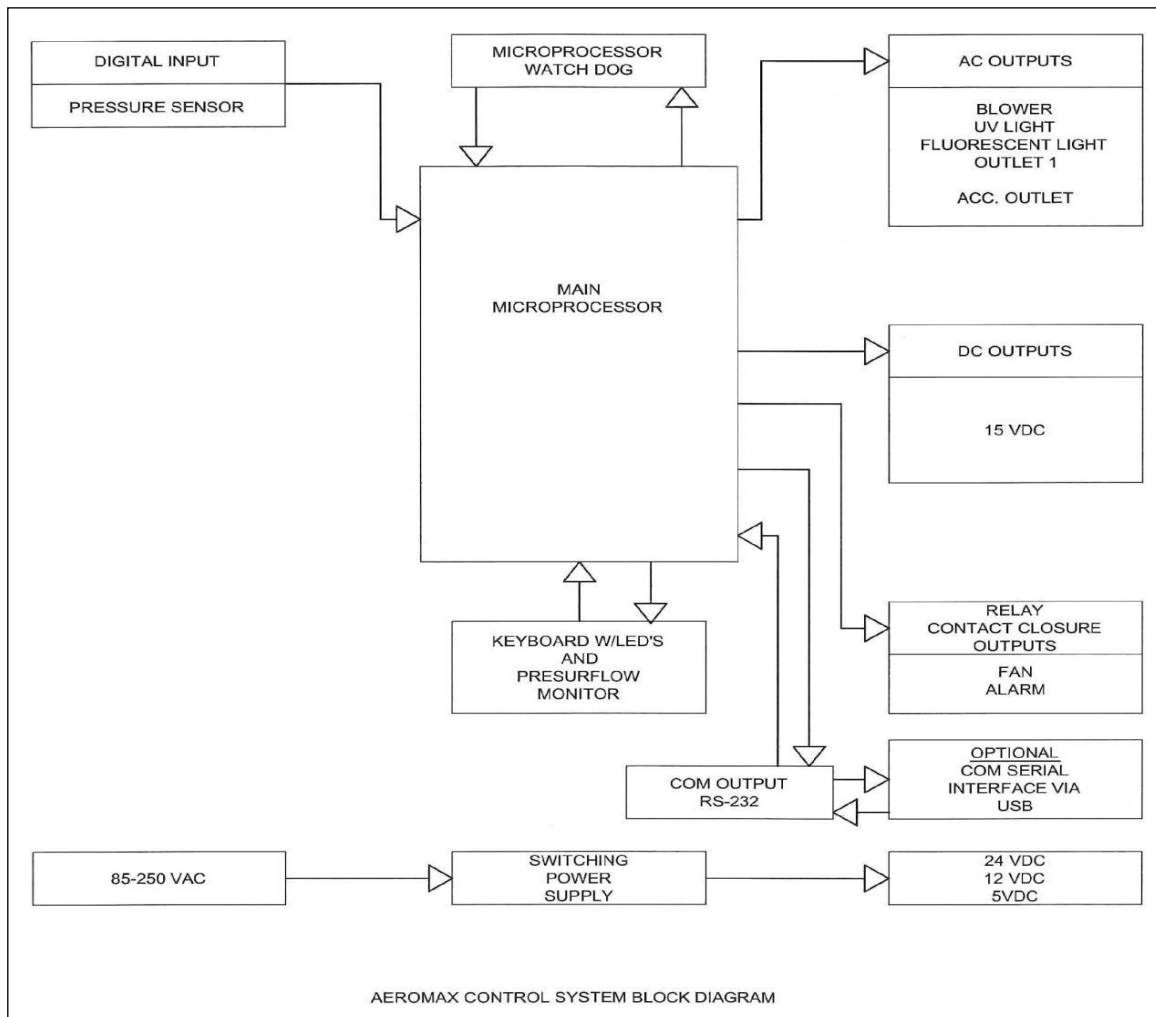 DIGITAL INPUT
PRESSURE SENSOR
MICROPROCESSOR
WATCH DOG
AC OUTPUTS
BLOWER
UV LIGHT
FLUORESCENT LIGHT
OUTLET 1
ACC. OUTLET
MAIN
MICROPROCESSOR
DC OUTPUTS
15 VDC
KEYBOARD W/LED'S
AND
PRESURFLOW
MONITOR
RELAY
CONTACT CLOSURE
OUTPUTS
FAN
ALARM
COM OUTPUT
RS-232
OPTIONAL
COM SERIAL
INTERFACE VIA
USB
85-250 VAC
SWITCHING
POWER
SUPPLY
24 VDC
12 VDC
5VDC
AEROMAX CONTROL SYSTEM BLOCK DIAGRAM